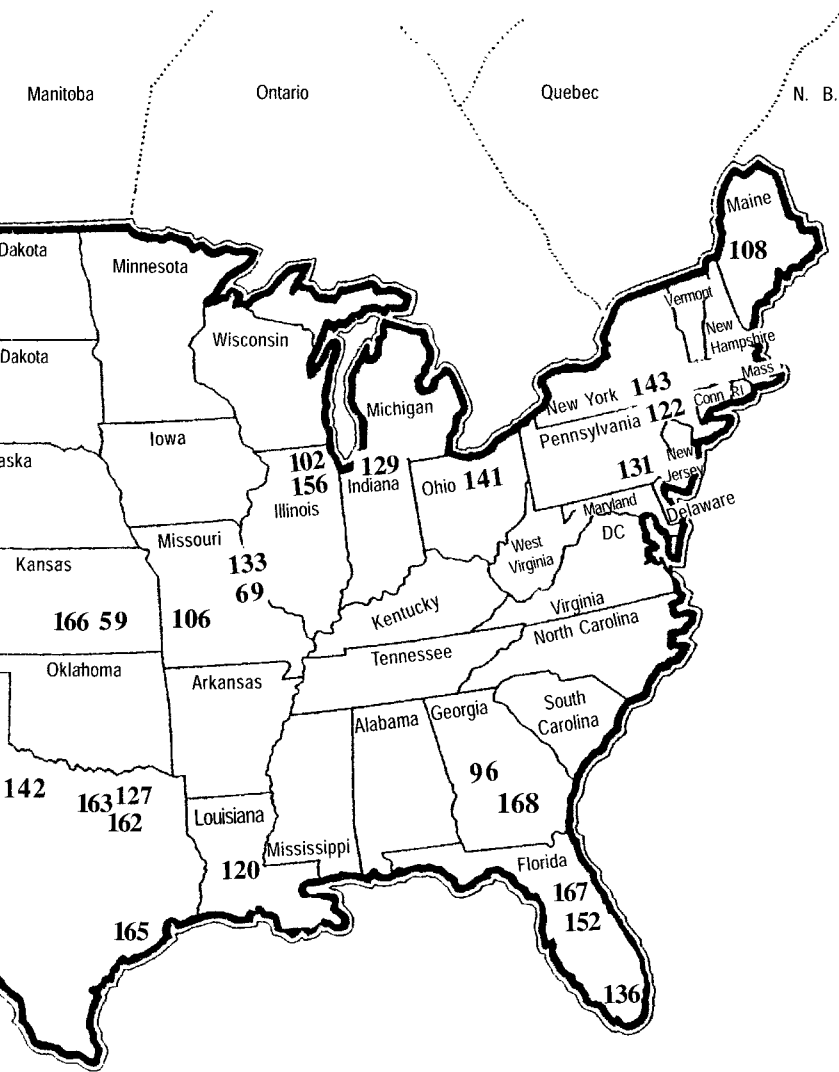 Manitoba
Ontario
Quebec
N. B.
Maine
108
Dakota
Minnesota
Vermont
New
Hampshire
Wisconsin
Dakota
Mass
Michigan
New York 143
Conn RI
Pennsylvania 122
Iowa
aska
102
156
Illinois
129
Indiana
Ohio 141
131
New
Jersey
Maryland
Delaware
DC
Missouri
133
69
106
West
Virginia
Kansas
166 59
Kentucky
Virginia
North Carolina
Tennessee
Oklahoma
Arkansas
Alabama
Georgia
South
Carolina
96
168
142
163 127
162
Louisiana
120
Mississippi
Florida
167
152
165
136